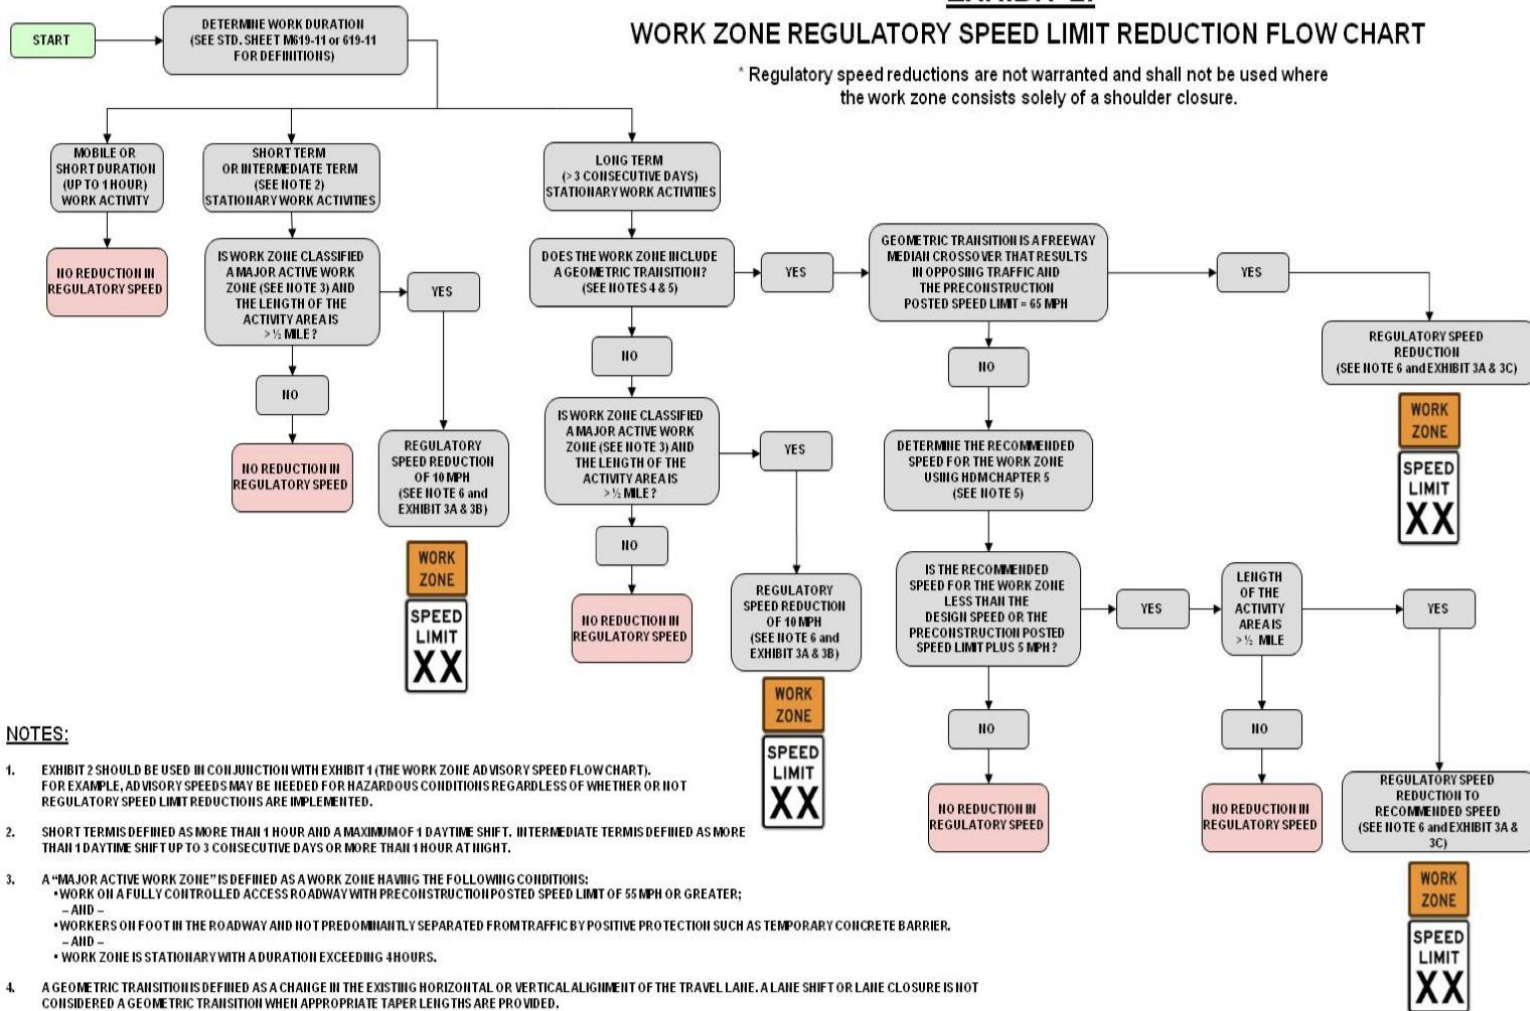 WORK ZONE REGULATORY SPEED LIMIT REDUCTION FLOW CHART
* Regulatory speed reductions are not warranted and shall not be used where
the work zone consists solely of a shoulder closure.
START
DETERMINE WORK DURATION
(SEE STD. SHEET M619-11 or 619-11
FOR DEFINITIONS)
MOBILE OR
SHORT DURATION
(UP TO 1 HOUR)
WORK ACTIVITY
NO REDUCTION IN
REGULATORY SPEED
SHORT TERM
OR INTERMEDIATE TERM
(SEE NOTE 2)
STATIONARY WORK ACTIVITIES
IS WORK ZONE CLASSIFIED
A MAJOR ACTIVE WORK
ZONE (SEE NOTE 3) AND
THE LENGTH OF THE
ACTIVITY AREA IS
> ½ MILE ?
YES
NO
NO REDUCTION IN
REGULATORY SPEED
REGULATORY
SPEED REDUCTION
OF 10 MPH
(SEE NOTE 6 and
EXHIBIT 3A & 3B)
WORK
ZONE
SPEED
LIMIT
XX
LONG TERM
(> 3 CONSECUTIVE DAYS)
STATIONARY WORK ACTIVITIES
DOES THE WORK ZONE INCLUDE
A GEOMETRIC TRANSITION?
(SEE NOTES 4 & 5)
YES
NO
IS WORK ZONE CLASSIFIED
A MAJOR ACTIVE WORK
ZONE (SEE NOTE 3) AND
THE LENGTH OF THE
ACTIVITY AREA IS
> ½ MILE ?
YES
NO
NO REDUCTION IN
REGULATORY SPEED
REGULATORY
SPEED REDUCTION
OF 10 MPH
(SEE NOTE 6 and
EXHIBIT 3A & 3B)
WORK
ZONE
SPEED
LIMIT
XX
GEOMETRIC TRANSITION IS A FREEWAY
MEDIAN CROSSOVER THAT RESULTS
IN OPPOSING TRAFFIC AND
THE PRECONSTRUCTION
POSTED SPEED LIMIT = 65 MPH
YES
REGULATORY SPEED
REDUCTION
(SEE NOTE 6 and EXHIBIT 3A & 3C)
WORK
ZONE
SPEED
LIMIT
XX
NO
DETERMINE THE RECOMMENDED
SPEED FOR THE WORK ZONE
USING HDM CHAPTER 5
(SEE NOTE 5)
IS THE RECOMMENDED
SPEED FOR THE WORK ZONE
LESS THAN THE
DESIGN SPEED OR THE
PRECONSTRUCTION POSTED
SPEED LIMIT PLUS 5 MPH ?
YES
LENGTH
OF THE
ACTIVITY
AREA IS
> ½ MILE
YES
NO
NO REDUCTION IN
REGULATORY SPEED
NO
NO REDUCTION IN
REGULATORY SPEED
REGULATORY SPEED
REDUCTION TO
RECOMMENDED SPEED
(SEE NOTE 6 and EXHIBIT 3A &
3C)
WORK
ZONE
SPEED
LIMIT
XX
NOTES:
1. EXHIBIT 2 SHOULD BE USED IN CONJUNCTION WITH EXHIBIT 1 (THE WORK ZONE ADVISORY SPEED FLOW CHART).
FOR EXAMPLE, ADVISORY SPEEDS MAY BE NEEDED FOR HAZARDOUS CONDITIONS REGARDLESS OF WHETHER OR NOT
REGULATORY SPEED LIMIT REDUCTIONS ARE IMPLEMENTED.
2. SHORT TERM IS DEFINED AS MORE THAN 1 HOUR AND A MAXIMUM OF 1 DAYTIME SHIFT. INTERMEDIATE TERM IS DEFINED AS MORE
THAN 1 DAYTIME SHIFT UP TO 3 CONSECUTIVE DAYS OR MORE THAN 1 HOUR AT NIGHT.
3. A "MAJOR ACTIVE WORK ZONE" IS DEFINED AS A WORK ZONE HAVING THE FOLLOWING CONDITIONS:
• WORK ON A FULLY CONTROLLED ACCESS ROADWAY WITH PRECONSTRUCTION POSTED SPEED LIMIT OF 55 MPH OR GREATER;
– AND –
• WORKERS ON FOOT IN THE ROADWAY AND NOT PREDOMINANTLY SEPARATED FROM TRAFFIC BY POSITIVE PROTECTION SUCH AS TEMPORARY CONCRETE BARRIER.
– AND –
• WORK ZONE IS STATIONARY WITH A DURATION EXCEEDING 4 HOURS.
4. A GEOMETRIC TRANSITION IS DEFINED AS A CHANGE IN THE EXISTING HORIZONTAL OR VERTICAL ALIGNMENT OF THE TRAVEL LANE. A LANE SHIFT OR LANE CLOSURE IS NOT
CONSIDERED A GEOMETRIC TRANSITION WHEN APPROPRIATE TAPER LENGTHS ARE PROVIDED.